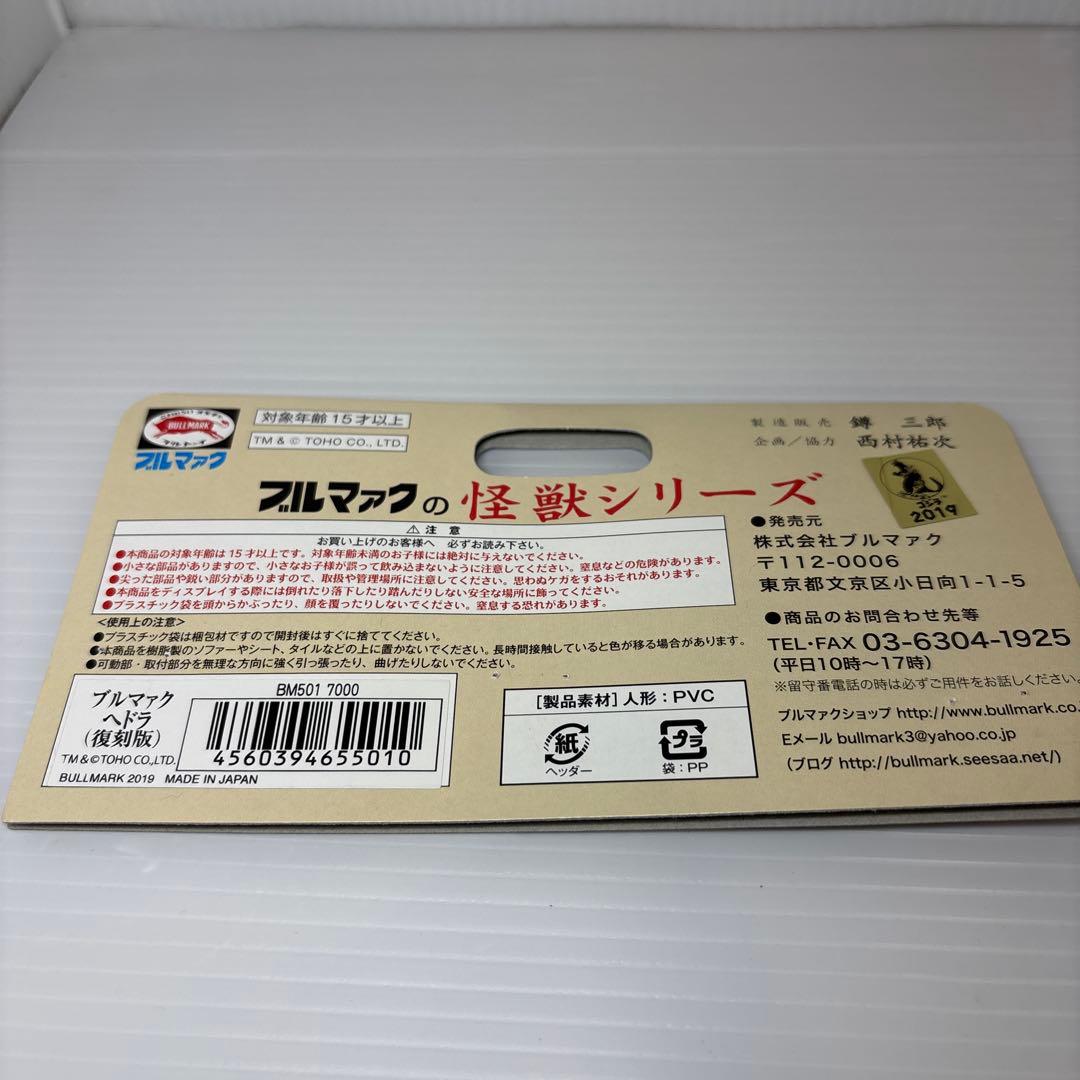 BULLMARK
ブルマァク
対象年齢15才以上
TM & © TOHO CO., LTD.
製造販売 鐏 三郎
企画／協力 西村祐次
ブルマァクの怪獣シリーズ
⚠ 注 意
お買い上げのお客様へ 必ずお読み下さい。
●本商品の対象年齢は15才以上です。対象年齢未満のお子様には絶対に与えないでください。
●小さな部品がありますので、小さなお子様が誤って飲み込まないように注意してください。窒息などの危険があります。
●尖った部品や鋭い部分がありますので、取扱や管理場所に注意してください。思わぬケガをするおそれがあります。
●本商品をディスプレイする際には倒れたり落下したり踏んだりしない安全な場所に飾ってください。
●プラスチック袋を頭からかぶったり、顔を覆ったりしないでください。窒息する恐れがあります。
<使用上の注意>
●プラスチック袋は梱包材ですので開封後はすぐに捨ててください。
●本商品を樹脂製のソファーやシート、タイルなどの上に置かないでください。長時間接触していると色が移る場合があります。
●可動部・取付部分を無理な方向に強く引っ張ったり、曲げたりしないでください。
ブルマァク
ヘドラ
(復刻版)
TM&©TOHO CO.,LTD.
BULLMARK 2019 MADE IN JAPAN
BM501 7000
4560394655010
[製品素材] 人形：PVC
紙
ヘッダー
プラ
袋：PP
ゴジラ
2019
●発売元
株式会社ブルマァク
〒112-0006
東京都文京区小日向1-1-5
●商品のお問合わせ先等
TEL・FAX 03-6304-1925
(平日10時～17時)
※留守番電話の時は必ずご用件をお話しください。
ブルマァクショップ http://www.bullmark.co.
Eメール bullmark3@yahoo.co.jp
(ブログ http://bullmark.seesaa.net/)